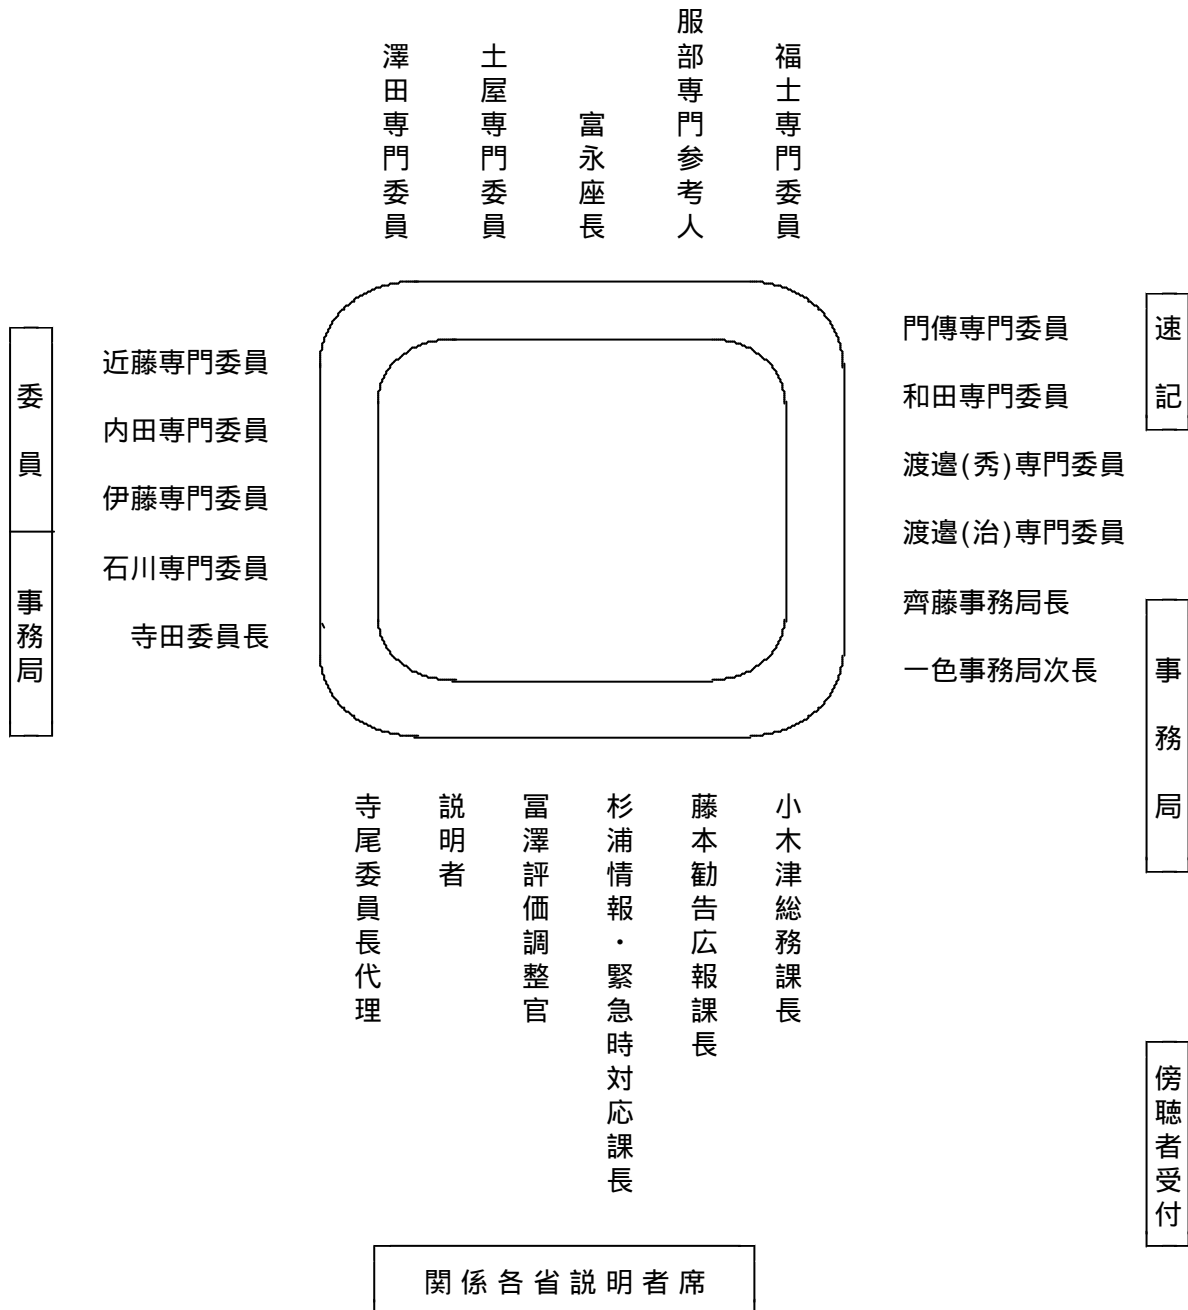 澤田専門委員
土屋専門委員
富永座長
服部専門参考人
福士専門委員
委員
事務局
近藤専門委員
内田専門委員
伊藤専門委員
石川専門委員
寺田委員長
門傳専門委員
和田専門委員
渡邉(秀)専門委員
渡邉(治)専門委員
齊藤事務局長
一色事務局次長
速記
事務局
傍聴者受付
寺尾委員長代理
説明者
冨澤評価調整官
杉浦情報・緊急時対応課長
藤本勧告広報課長
小木津総務課長
関係各省説明者席